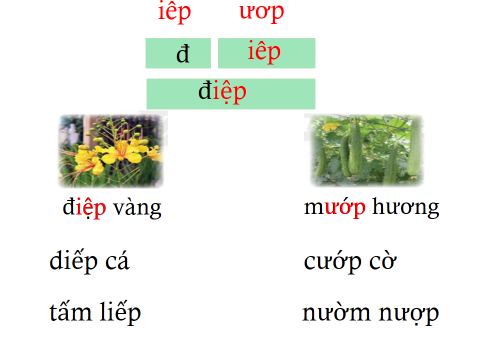 iêp ươp
đ iêp
điệp
điệp vàng mướp hương
diếp cá cướp cờ
tấm liếp nườm nượp